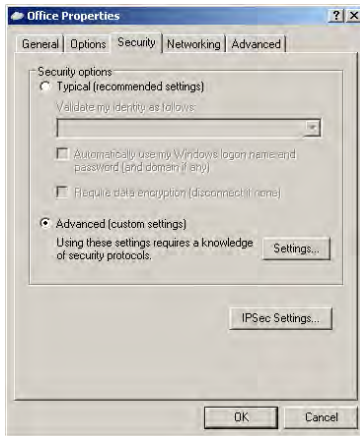 Office Properties
General Options Security Networking Advanced
Security options
Typical (recommended settings)
Validate my identity as follows:
Automatically use my Windows logon name and
password (and domain if any)
Require data encryption (disconnect if none)
Advanced (custom settings)
Using these settings requires a knowledge
of security protocols.
Settings...
IPSec Settings...
OK Cancel